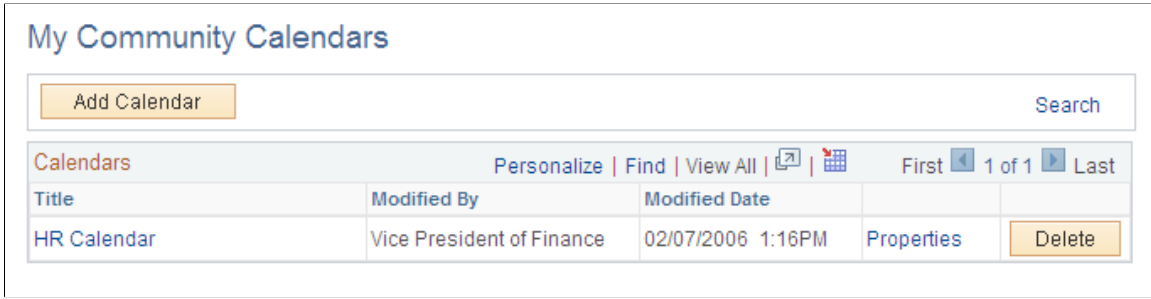 My Community Calendars
Add Calendar Search
Calendars Personalize | Find | View All | | First 1 of 1 Last
Title Modified By Modified Date
HR Calendar Vice President of Finance 02/07/2006 1:16PM Properties Delete